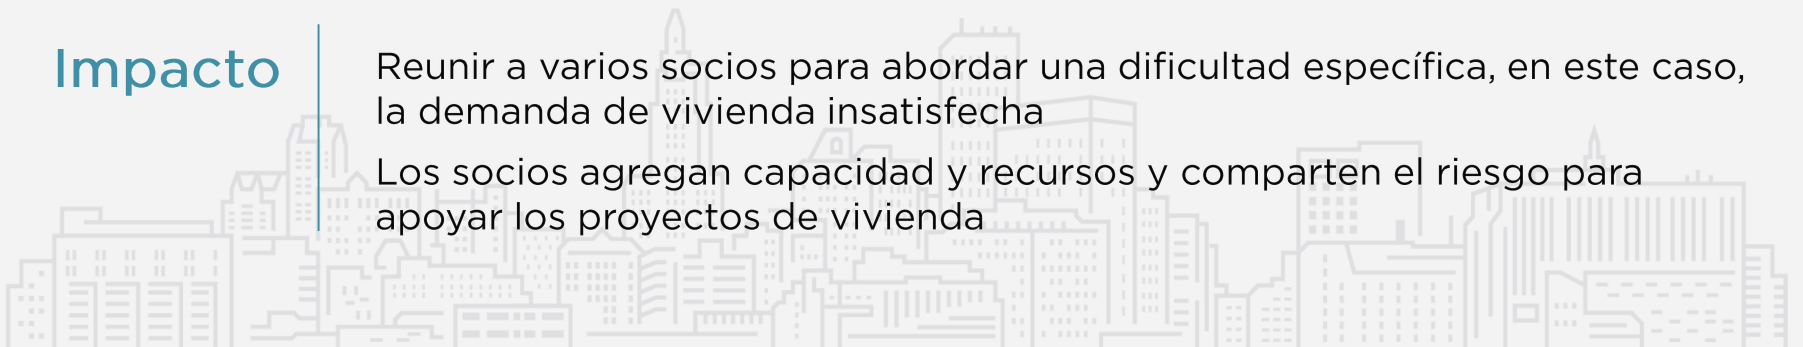 Impacto
Reunir a varios socios para abordar una dificultad específica, en este caso,
la demanda de vivienda insatisfecha
Los socios agregan capacidad y recursos y comparten el riesgo para
apoyar los proyectos de vivienda